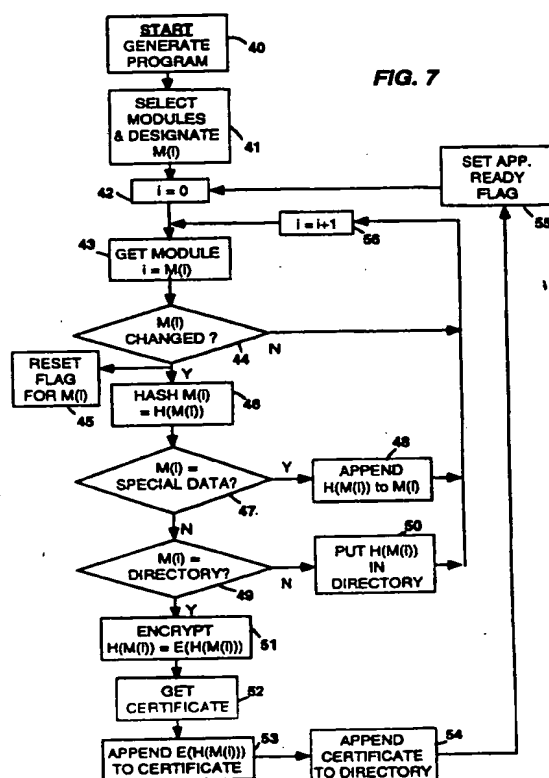 START
GENERATE
PROGRAM
40
FIG. 7
SELECT
MODULES
& DESIGNATE
M(i)
41
SET APP.
READY
FLAG
55
42
i = 0
i = i+1
56
43
GET MODULE
i = M(i)
M(i)
CHANGED ?
44
N
Y
RESET
FLAG
FOR M(i)
45
HASH M(i)
= H(M(i))
46
M(i) =
SPECIAL DATA?
47
Y
48
APPEND
H(M(i)) to M(i)
N
M(i) =
DIRECTORY?
49
N
50
PUT H(M(i))
IN
DIRECTORY
Y
ENCRYPT
H(M(i)) = E(H(M(i)))
51
GET
CERTIFICATE
52
APPEND E(H(M(i)))
TO CERTIFICATE
53
APPEND
CERTIFICATE
TO DIRECTORY
54